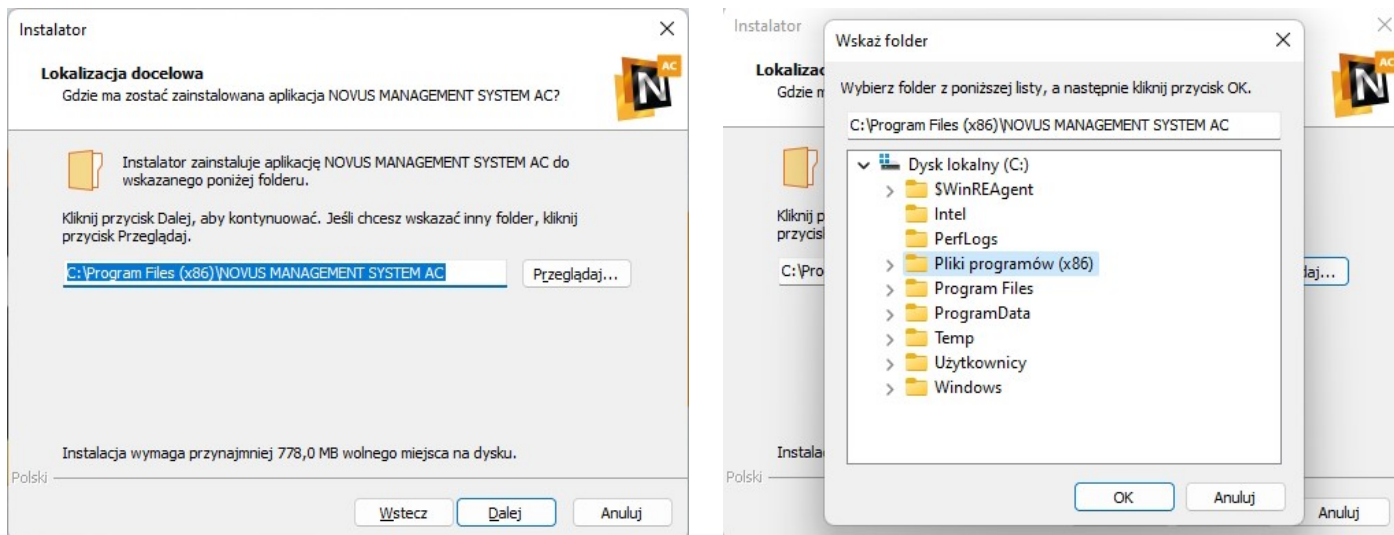 Instalator
Lokalizacja docelowa
Gdzie ma zostać zainstalowana aplikacja NOVUS MANAGEMENT SYSTEM AC?
N AC
Instalator zainstaluje aplikację NOVUS MANAGEMENT SYSTEM AC do
wskazanego poniżej folderu.
Kliknij przycisk Dalej, aby kontynuować. Jeśli chcesz wskazać inny folder, kliknij
przycisk Przeglądaj.
C:\Program Files (x86)\NOVUS MANAGEMENT SYSTEM AC
Przeglądaj...
Instalacja wymaga przynajmniej 778,0 MB wolnego miejsca na dysku.
Polski
Wstecz Dalej Anuluj
Instalator
Lokalizac
Gdzie m
N AC
Kliknij p
przycisk
C:\Pro
daj...
Instala
Polski
Anuluj
Wskaż folder
Wybierz folder z poniższej listy, a następnie kliknij przycisk OK.
C:\Program Files (x86)\NOVUS MANAGEMENT SYSTEM AC
Dysk lokalny (C:)
$WinREAgent
Intel
PerfLogs
Pliki programów (x86)
Program Files
ProgramData
Temp
Użytkownicy
Windows
OK Anuluj